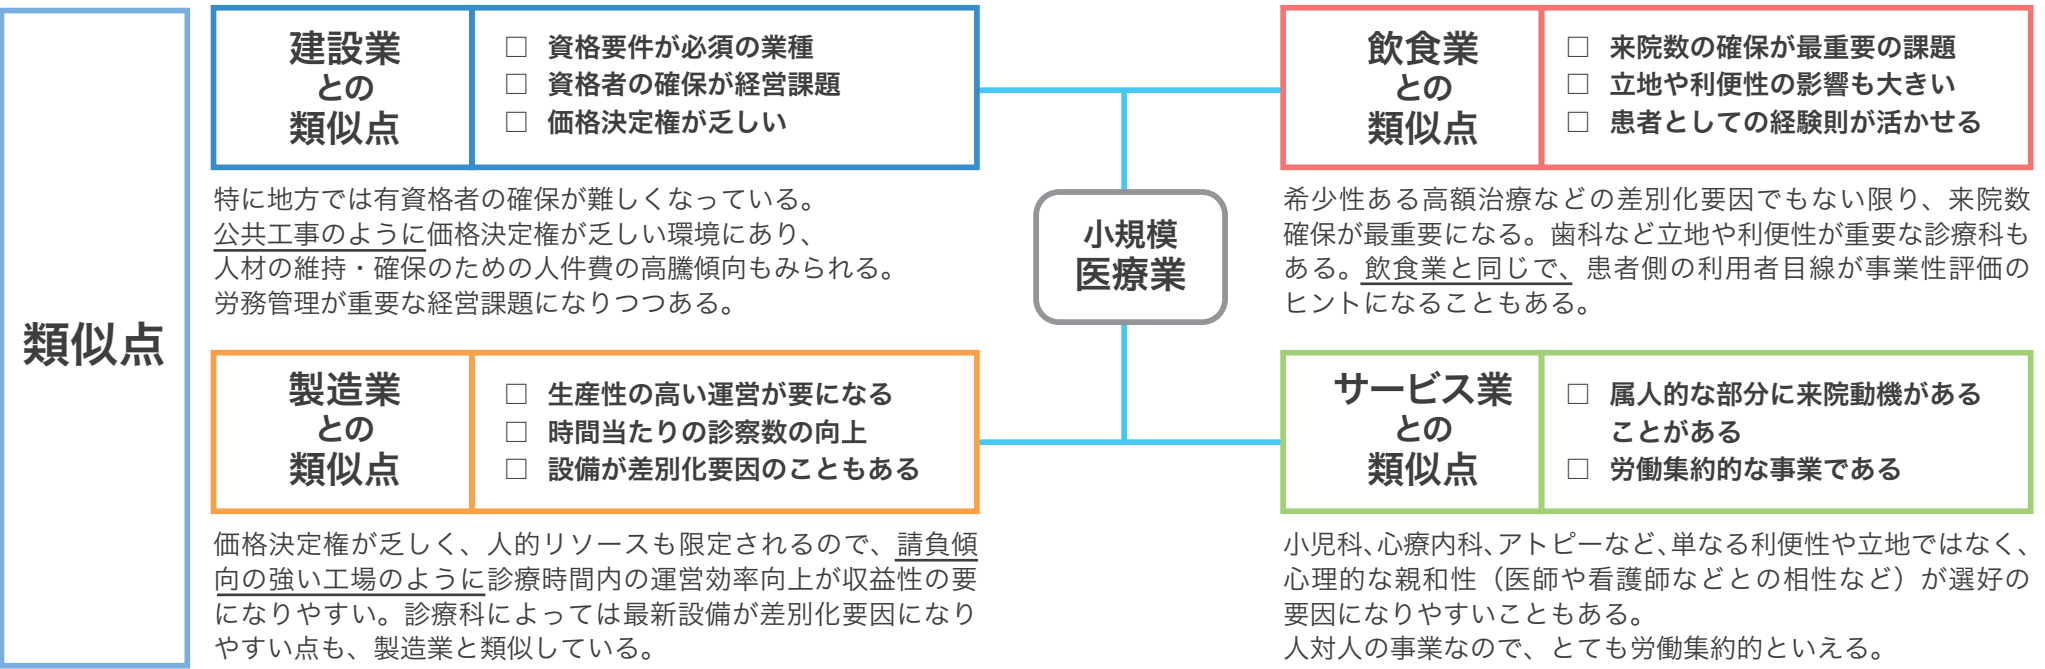 類似点
建設業
との
類似点
□ 資格要件が必須の業種
□ 資格者の確保が経営課題
□ 価格決定権が乏しい
特に地方では有資格者の確保が難しくなっている。
公共工事のように価格決定権が乏しい環境にあり、
人材の維持・確保のための人件費の高騰傾向もみられる。
労務管理が重要な経営課題になりつつある。
飲食業
との
類似点
□ 来院数の確保が最重要の課題
□ 立地や利便性の影響も大きい
□ 患者としての経験則が活かせる
希少性ある高額治療などの差別化要因でもない限り、来院数
確保が最重要になる。歯科など立地や利便性が重要な診療科も
ある。飲食業と同じで、患者側の利用者目線が事業性評価の
ヒントになることもある。
小規模
医療業
製造業
との
類似点
□ 生産性の高い運営が要になる
□ 時間当たりの診察数の向上
□ 設備が差別化要因のこともある
価格決定権が乏しく、人的リソースも限定されるので、請負傾
向の強い工場のように診療時間内の運営効率向上が収益性の要
になりやすい。診療科によっては最新設備が差別化要因になり
やすい点も、製造業と類似している。
サービス業
との
類似点
□ 属人的な部分に来院動機がある
ことがある
□ 労働集約的な事業である
小児科、心療内科、アトピーなど、単なる利便性や立地ではなく、
心理的な親和性（医師や看護師などとの相性など）が選好の
要因になりやすいこともある。
人対人の事業なので、とても労働集約的といえる。